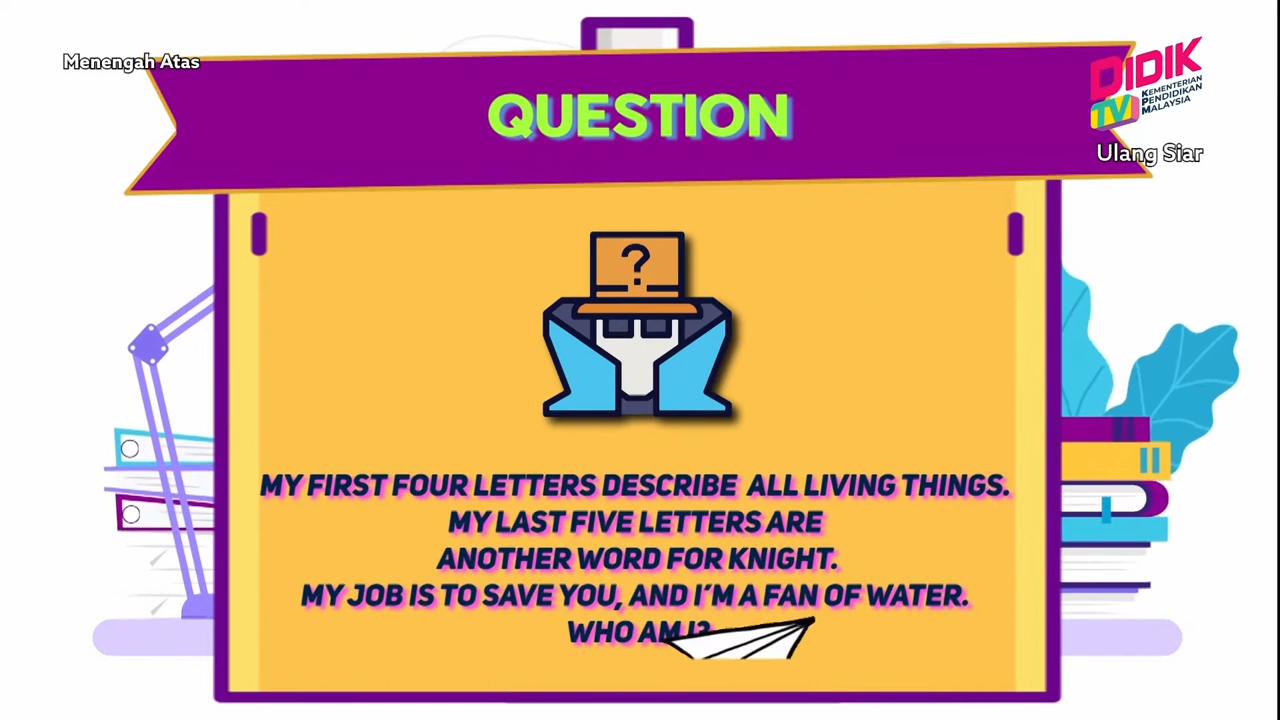 Menengah Atas
QUESTION
DIDIK
TV
KEMENTERIAN
PENDIDIKAN
MALAYSIA
Ulang Siar
?
MY FIRST FOUR LETTERS DESCRIBE ALL LIVING THINGS.
MY LAST FIVE LETTERS ARE
ANOTHER WORD FOR KNIGHT.
MY JOB IS TO SAVE YOU, AND I'M A FAN OF WATER.
WHO AM I?